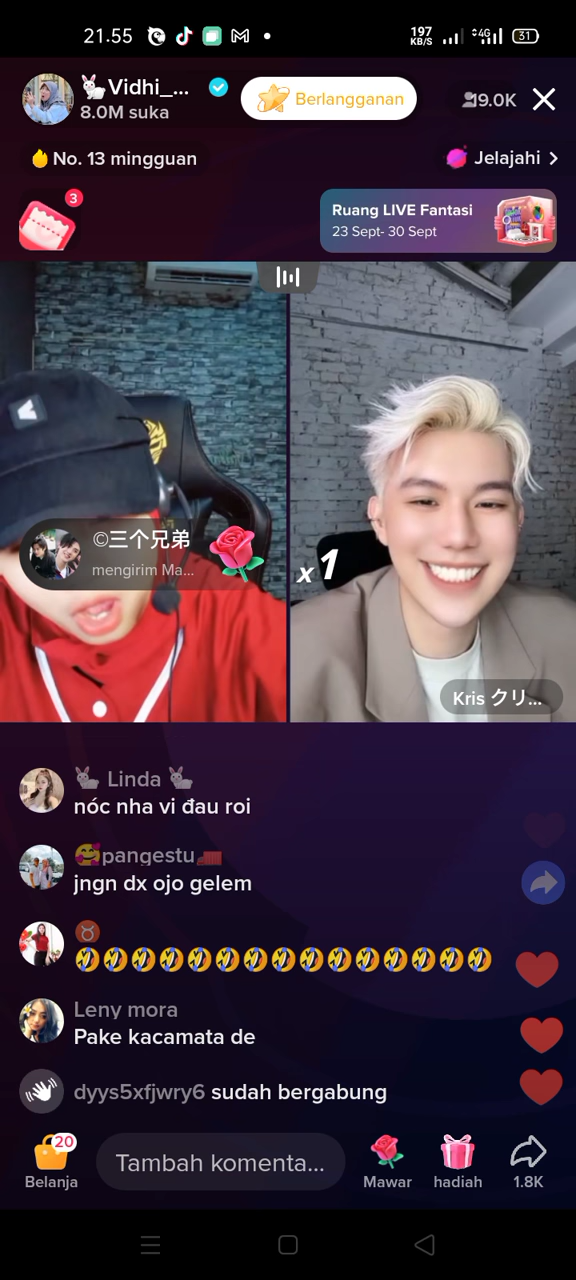 21.55
197
KB/S
4G
31
Vidhi_...
8.0M suka
Berlangganan
19.0K
No. 13 mingguan
Jelajahi
3
Ruang LIVE Fantasi
23 Sept- 30 Sept
©三个兄弟
mengirim Ma...
x1
Kris クリ...
Linda
nóc nha vi đau roi
pangestu
jngn dx ojo gelem
Leny mora
Pake kacamata de
dyys5xfjwry6 sudah bergabung
20
Belanja
Tambah komenta...
Mawar
hadiah
1.8K